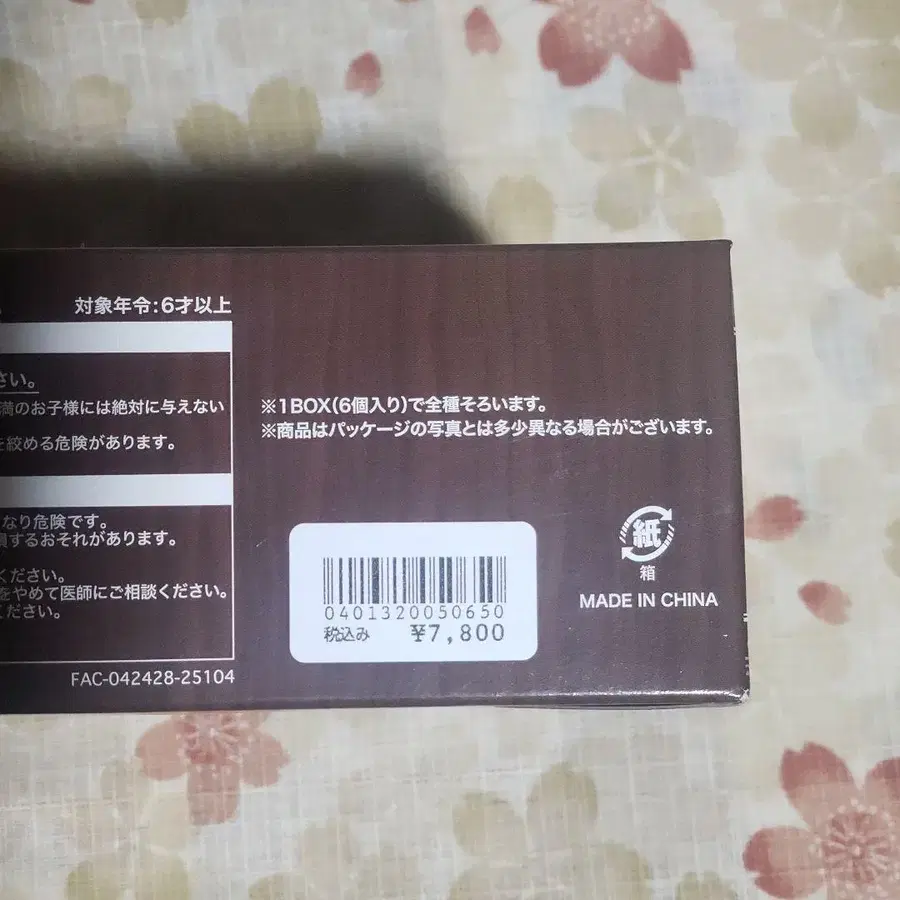 対象年令:6才以上
さい。
満のお子様には絶対に与えない
を絞める危険があります。
なり危険です。
損するおそれがあります。
ください。
をやめて医師にご相談ください。
ください。
FAC-042428-25104
※1BOX(6個入り)で全種そろいます。
※商品はパッケージの写真とは多少異なる場合がございます。
0401320050650
税込み ¥7,800
紙
箱
MADE IN CHINA